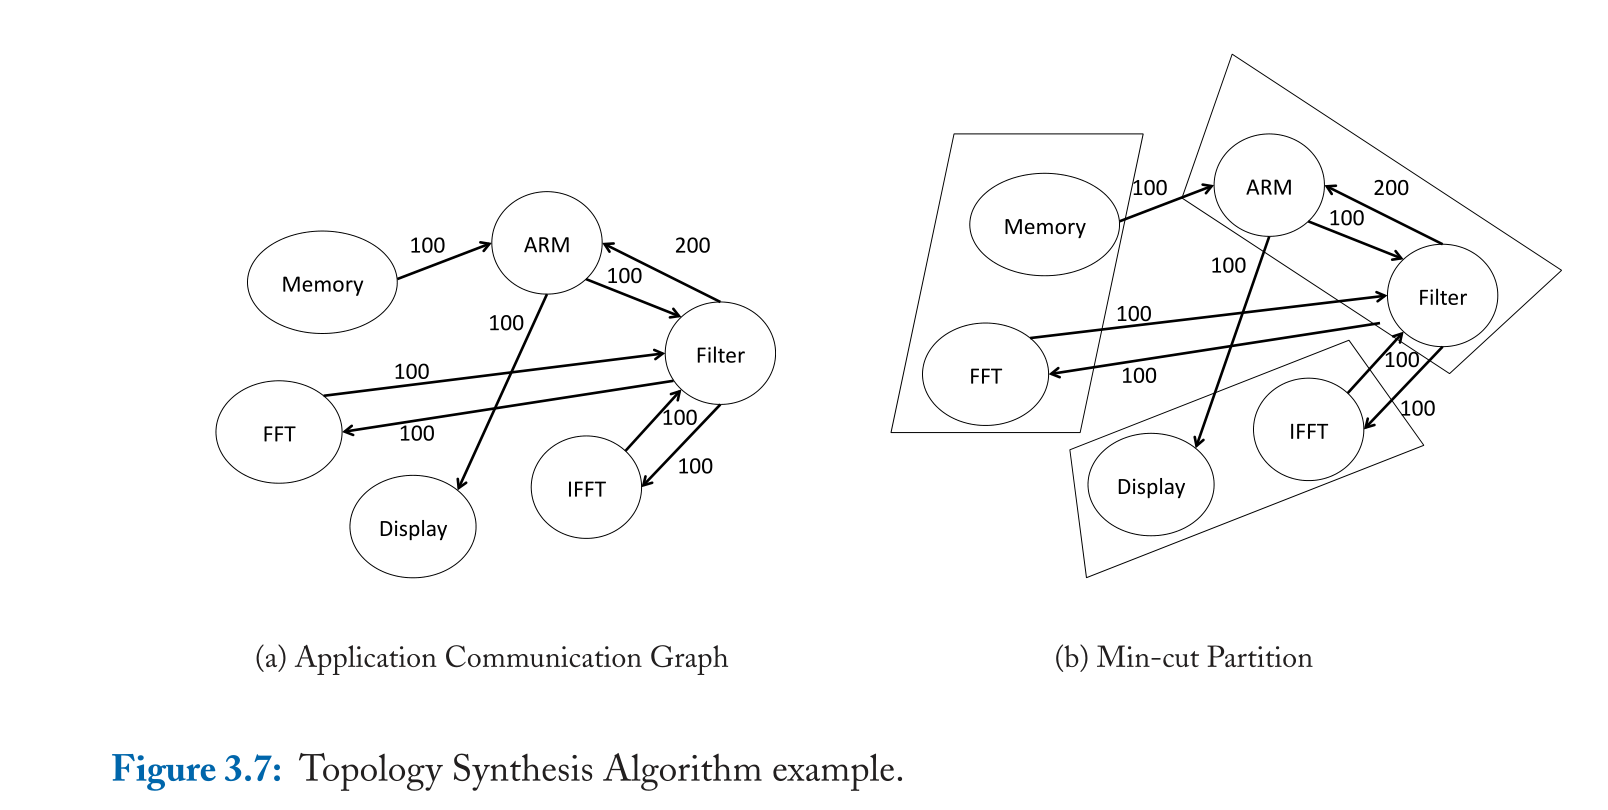 100
ARM
200
Memory
100
100
Filter
100
FFT
100
100
IFFT
100
Display
100
ARM
200
Memory
100
100
Filter
100
FFT
100
100
IFFT
100
Display
(a) Application Communication Graph
(b) Min-cut Partition
Figure 3.7: Topology Synthesis Algorithm example.